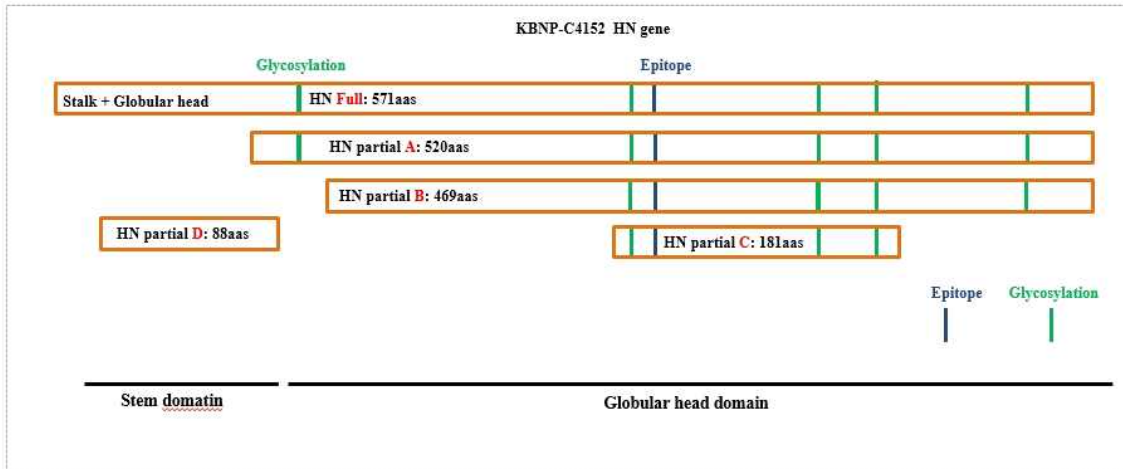 KBNP-C4152 HN gene
Glycosylation Epitope
Stalk + Globular head HN Full: 571aas
HN partial A: 520aas
HN partial B: 469aas
HN partial D: 88aas
HN partial C: 181aas
Epitope Glycosylation
Stem domatin
Globular head domain